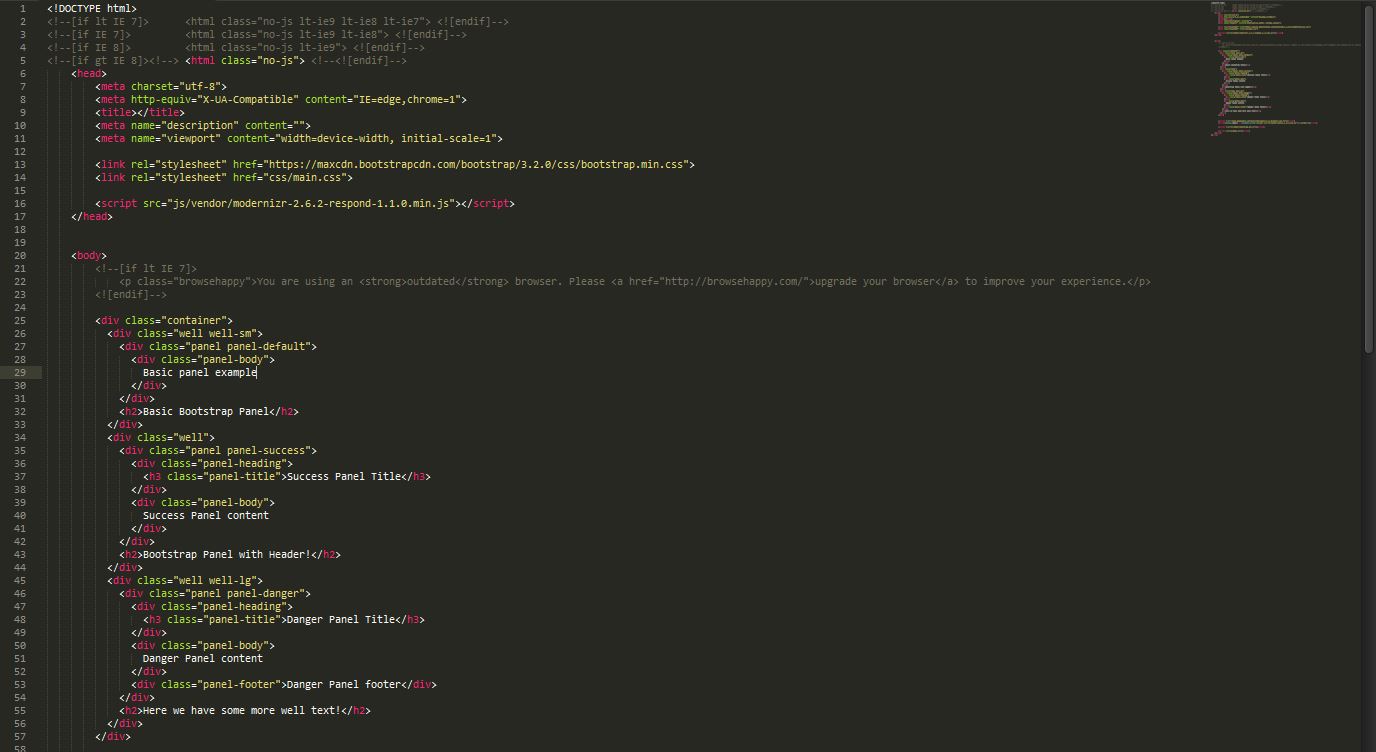 1 <!DOCTYPE html>
2 <!--[if lt IE 7]>      <html class="no-js lt-ie9 lt-ie8 lt-ie7"> <![endif]-->
3 <!--[if IE 7]>         <html class="no-js lt-ie9 lt-ie8"> <![endif]-->
4 <!--[if IE 8]>         <html class="no-js lt-ie9"> <![endif]-->
5 <!--[if gt IE 8]><!--> <html class="no-js"> <!--<![endif]-->
6     <head>
7         <meta charset="utf-8">
8         <meta http-equiv="X-UA-Compatible" content="IE=edge,chrome=1">
9         <title></title>
10         <meta name="description" content="">
11         <meta name="viewport" content="width=device-width, initial-scale=1">
12
13         <link rel="stylesheet" href="https://maxcdn.bootstrapcdn.com/bootstrap/3.2.0/css/bootstrap.min.css">
14         <link rel="stylesheet" href="css/main.css">
15
16         <script src="js/vendor/modernizr-2.6.2-respond-1.1.0.min.js"></script>
17     </head>
18
19
20     <body>
21         <!--[if lt IE 7]>
22             <p class="browsehappy">You are using an <strong>outdated</strong> browser. Please <a href="http://browsehappy.com/">upgrade your browser</a> to improve your experience.</p>
23         <![endif]-->
24
25         <div class="container">
26           <div class="well well-sm">
27             <div class="panel panel-default">
28               <div class="panel-body">
29                 Basic panel example
30               </div>
31             </div>
32             <h2>Basic Bootstrap Panel</h2>
33           </div>
34           <div class="well">
35             <div class="panel panel-success">
36               <div class="panel-heading">
37                 <h3 class="panel-title">Success Panel Title</h3>
38               </div>
39               <div class="panel-body">
40                 Success Panel content
41               </div>
42             </div>
43             <h2>Bootstrap Panel with Header!</h2>
44           </div>
45           <div class="well well-lg">
46             <div class="panel panel-danger">
47               <div class="panel-heading">
48                 <h3 class="panel-title">Danger Panel Title</h3>
49               </div>
50               <div class="panel-body">
51                 Danger Panel content
52               </div>
53               <div class="panel-footer">Danger Panel footer</div>
54             </div>
55             <h2>Here we have some more well text!</h2>
56           </div>
57         </div>
58